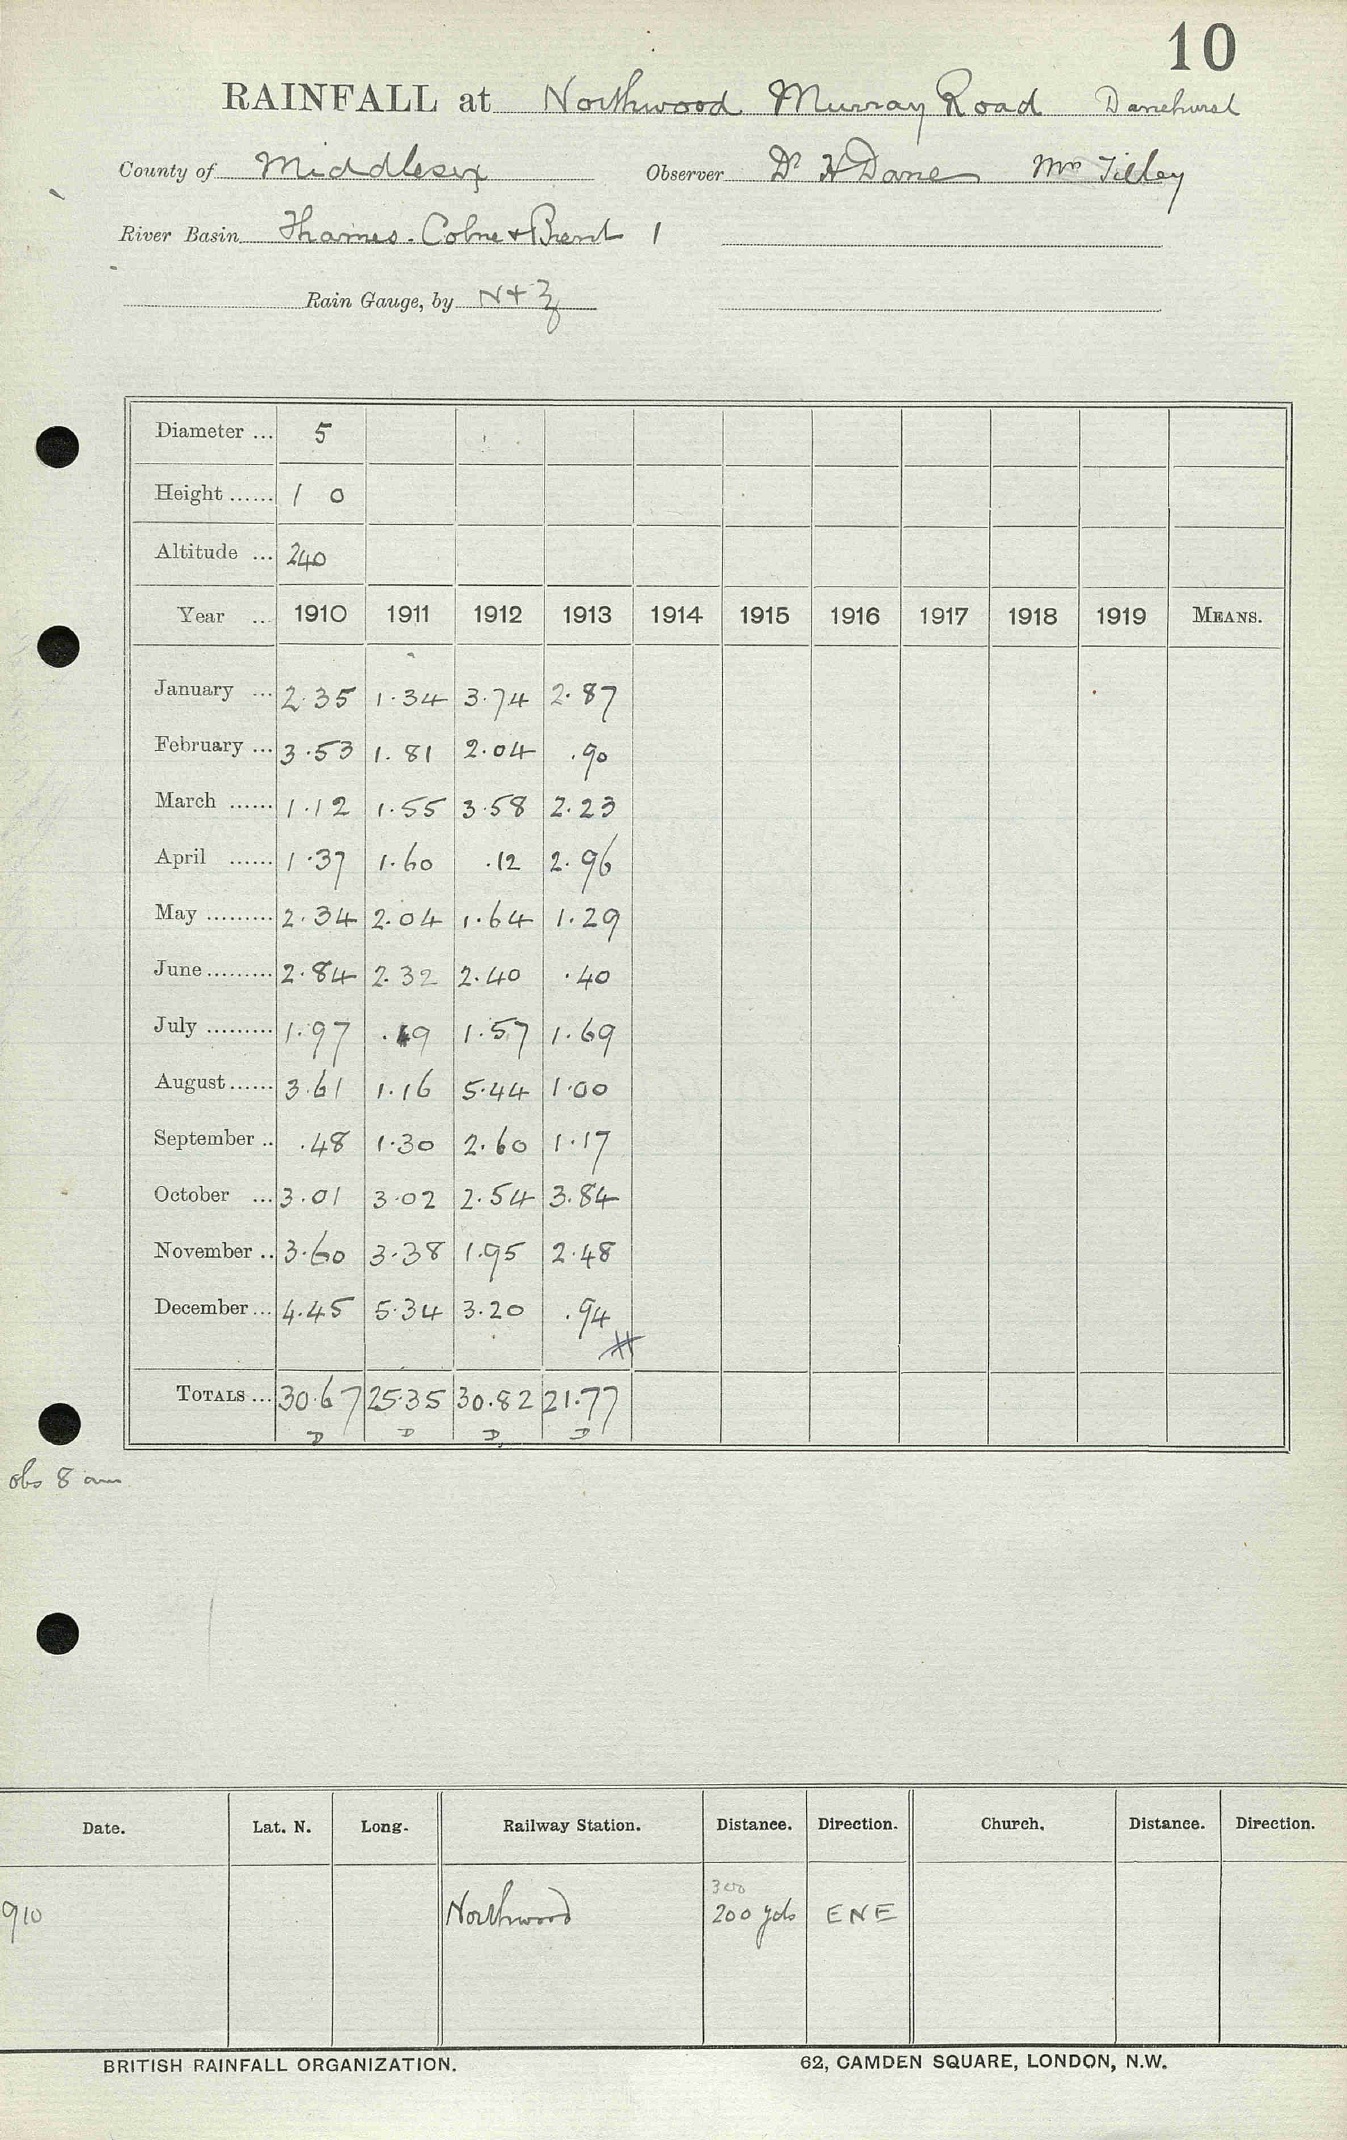 10
RAINFALL at Northwood Murray Road Danehurst
County of Middlesex Observer Dr H Dane Mrs Tilley
River Basin Thames. Colne + Brent 1
Rain Gauge, by N + Z
Diameter ... 5
Height ...... 1 0
Altitude ... 240
Year ... 1910 1911 1912 1913 1914 1915 1916 1917 1918 1919 MEANS.
January ... 2.35 1.34 3.74 2.87
February ... 3.53 1.81 2.04 .90
March ...... 1.12 1.55 3.58 2.23
April ...... 1.37 1.60 .12 2.96
May ......... 2.34 2.04 1.64 1.29
June ......... 2.84 2.32 2.40 .40
July ......... 1.97 .49 1.57 1.69
August ...... 3.61 1.16 5.44 1.00
September .. .48 1.30 2.60 1.17
October ... 3.01 3.02 2.54 3.84
November .. 3.60 3.38 1.95 2.48
December ... 4.45 5.34 3.20 .94
TOTALS ... 30.67 25.35 30.82 21.77
D D D D
obs 8 am
Date. Lat. N. Long. Railway Station. Distance. Direction. Church. Distance. Direction.
300
910 Northwood 200 yds ENE
BRITISH RAINFALL ORGANIZATION. 62, CAMDEN SQUARE, LONDON, N.W.